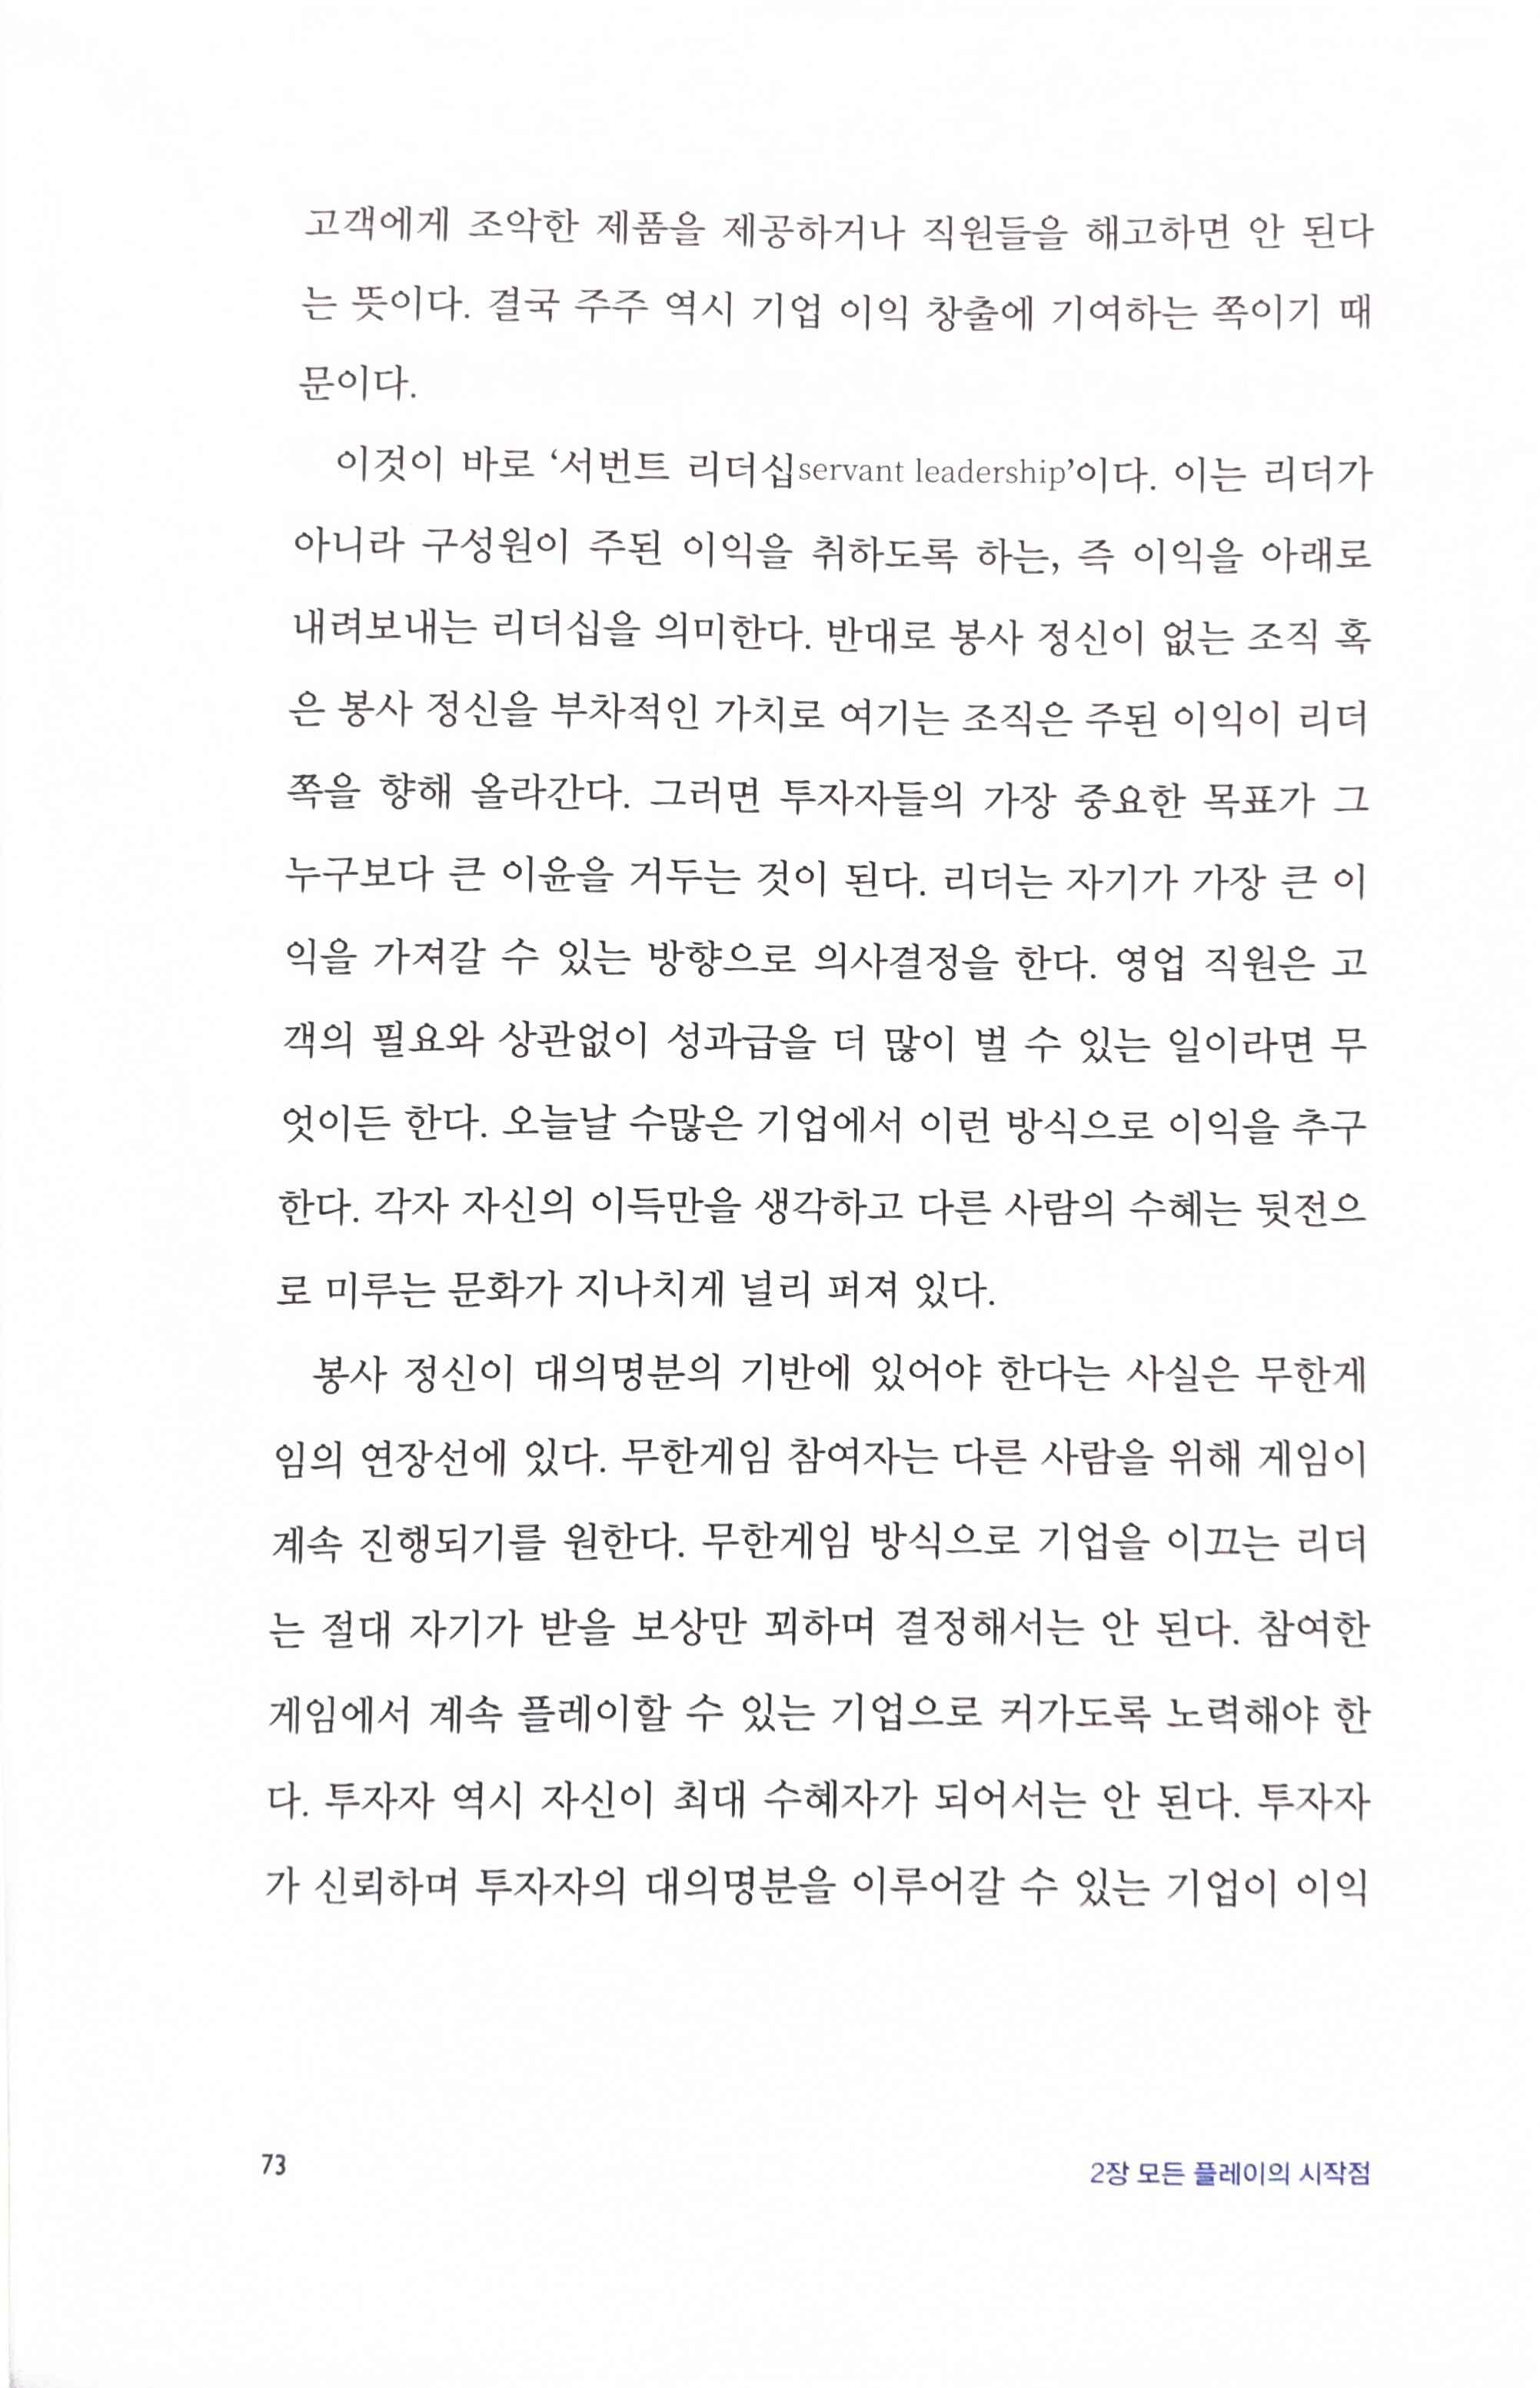 고객에게 조악한 제품을 제공하거나 직원들을 해고하면 안 된다
는 뜻이다. 결국 주주 역시 기업 이익 창출에 기여하는 쪽이기 때
문이다.
이것이 바로 ‘서번트 리더십servant leadership’이다. 이는 리더가
아니라 구성원이 주된 이익을 취하도록 하는, 즉 이익을 아래로
내려보내는 리더십을 의미한다. 반대로 봉사 정신이 없는 조직 혹
은 봉사 정신을 부차적인 가치로 여기는 조직은 주된 이익이 리더
쪽을 향해 올라간다. 그러면 투자자들의 가장 중요한 목표가 그
누구보다 큰 이윤을 거두는 것이 된다. 리더는 자기가 가장 큰 이
익을 가져갈 수 있는 방향으로 의사결정을 한다. 영업 직원은 고
객의 필요와 상관없이 성과급을 더 많이 벌 수 있는 일이라면 무
엇이든 한다. 오늘날 수많은 기업에서 이런 방식으로 이익을 추구
한다. 각자 자신의 이득만을 생각하고 다른 사람의 수혜는 뒷전으
로 미루는 문화가 지나치게 널리 퍼져 있다.
봉사 정신이 대의명분의 기반에 있어야 한다는 사실은 무한게
임의 연장선에 있다. 무한게임 참여자는 다른 사람을 위해 게임이
계속 진행되기를 원한다. 무한게임 방식으로 기업을 이끄는 리더
는 절대 자기가 받을 보상만 꾀하며 결정해서는 안 된다. 참여한
게임에서 계속 플레이할 수 있는 기업으로 커가도록 노력해야 한
다. 투자자 역시 자신이 최대 수혜자가 되어서는 안 된다. 투자자
가 신뢰하며 투자자의 대의명분을 이루어갈 수 있는 기업이 이익
73
2장 모든 플레이의 시작점